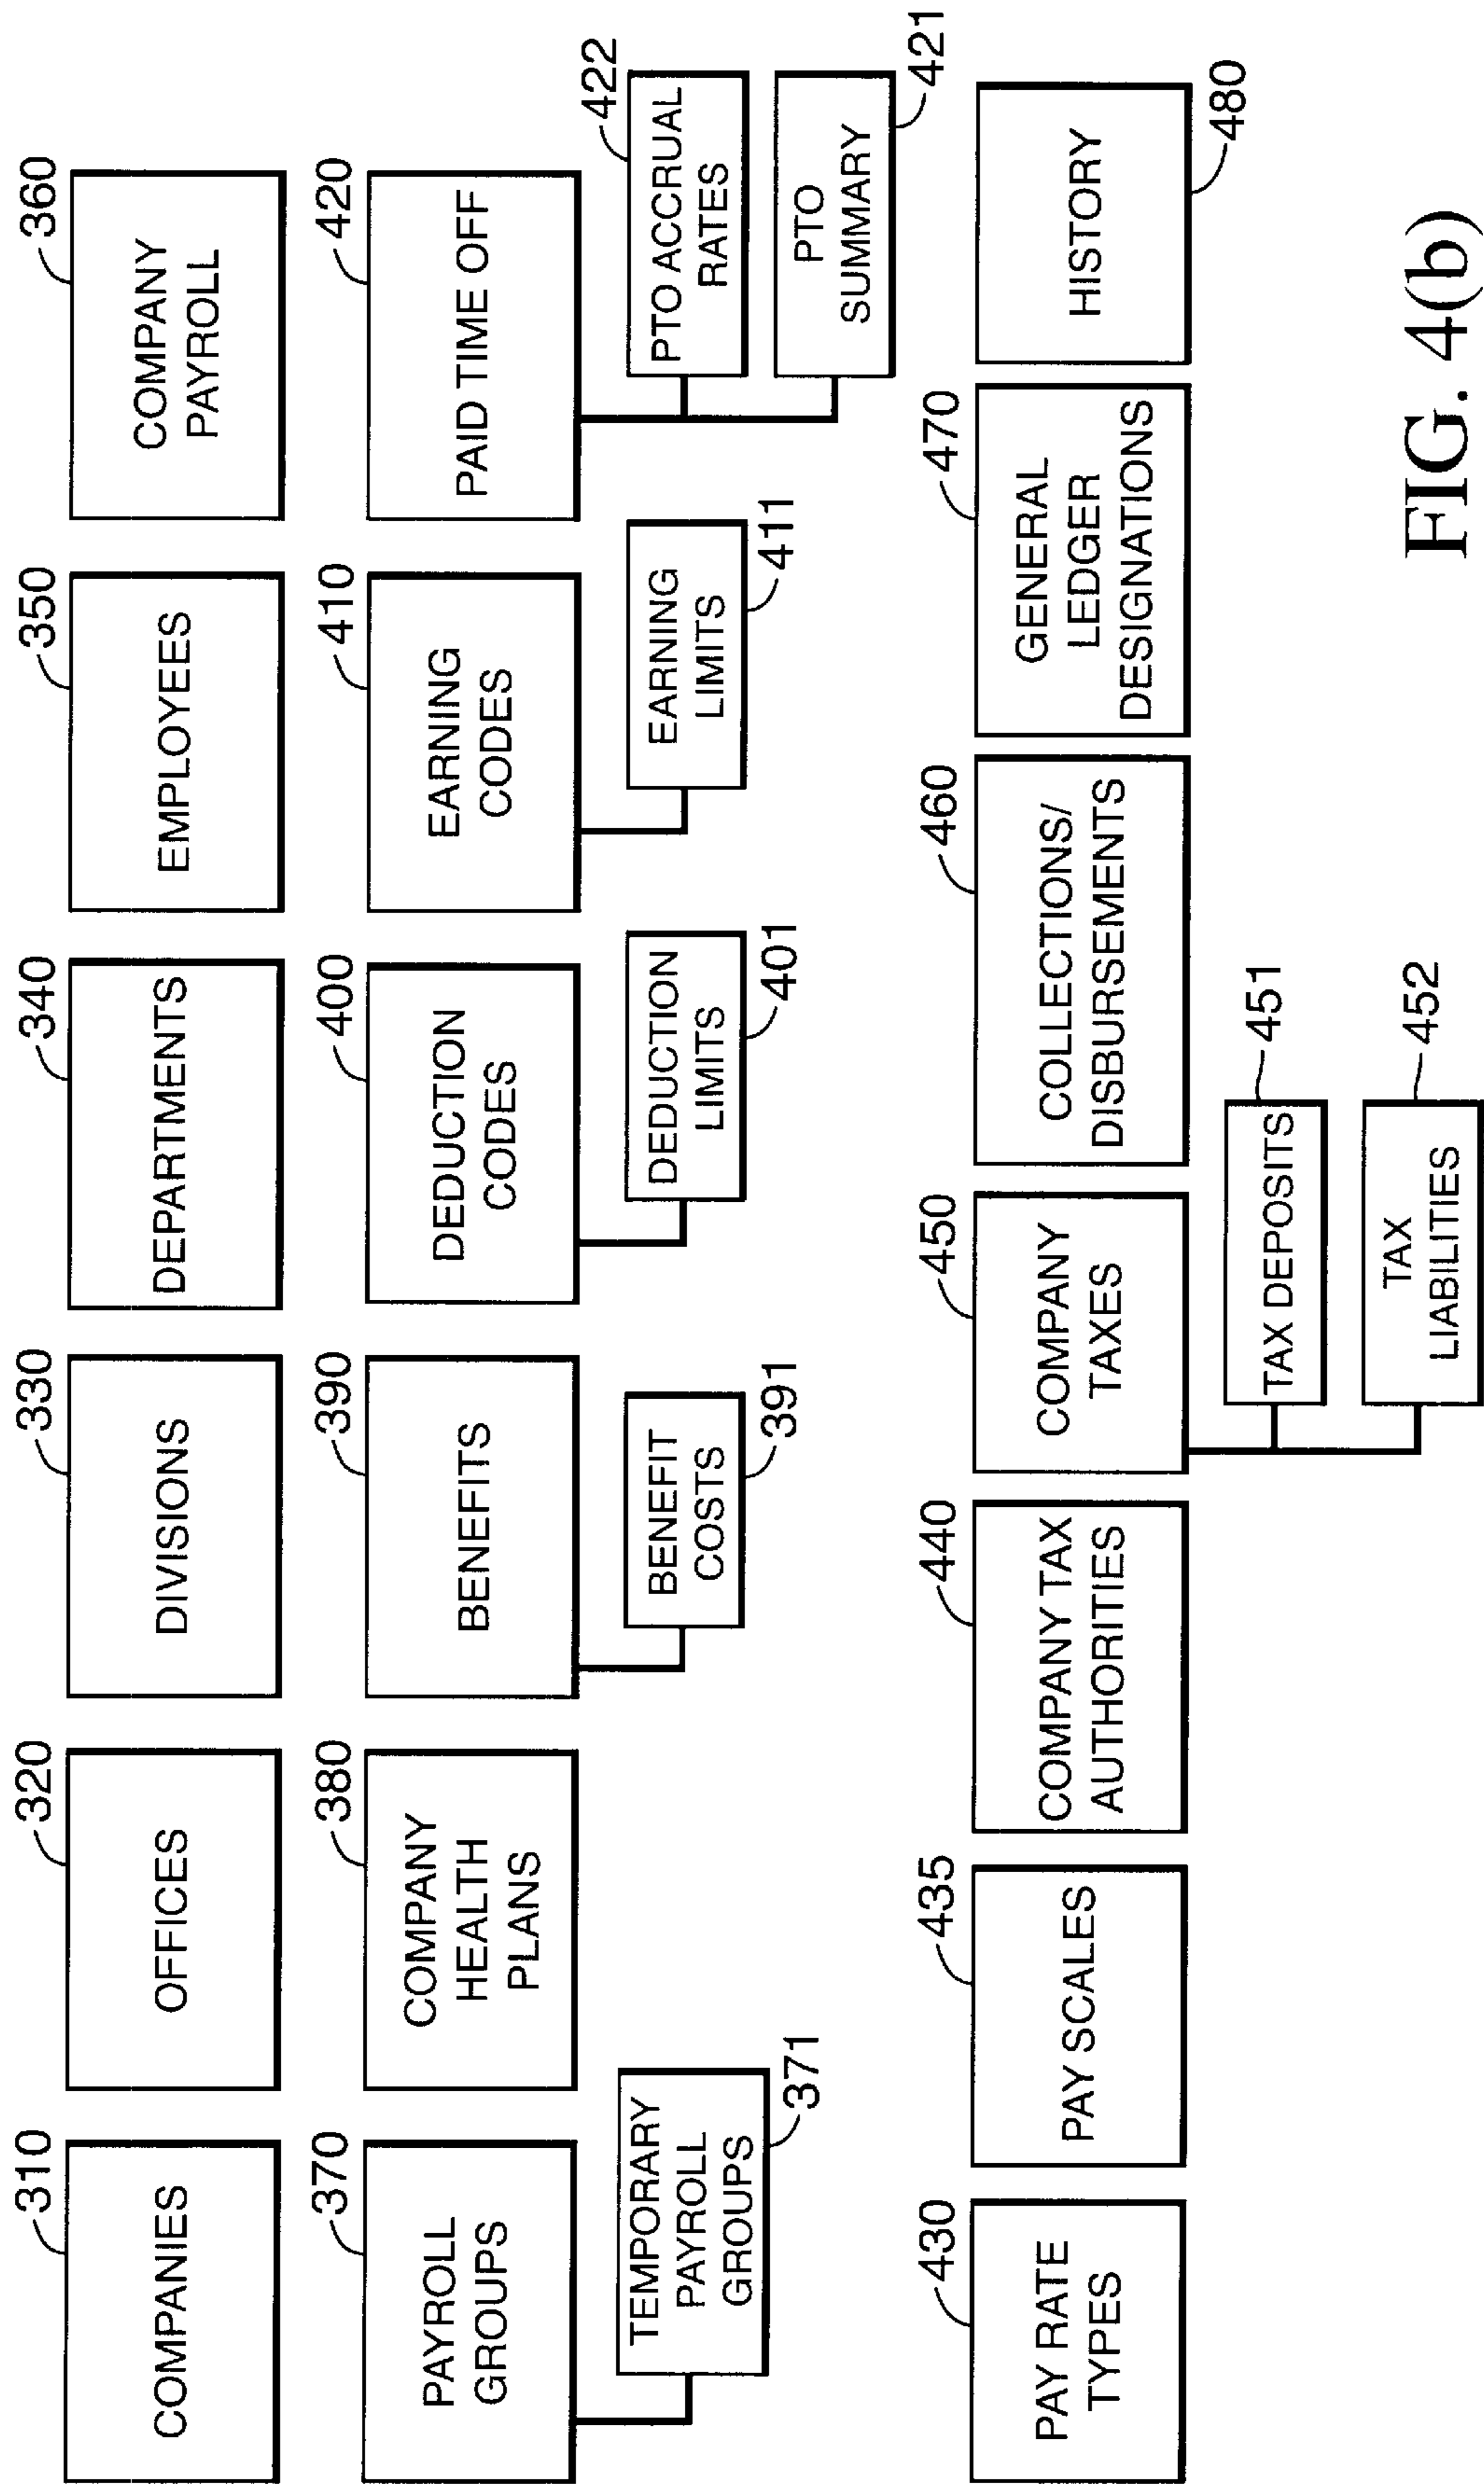 310
COMPANIES
320
OFFICES
330
DIVISIONS
340
DEPARTMENTS
350
EMPLOYEES
360
COMPANY
PAYROLL
370
PAYROLL
GROUPS
TEMPORARY
PAYROLL
GROUPS
371
380
COMPANY
HEALTH
PLANS
390
BENEFITS
BENEFIT
COSTS
391
400
DEDUCTION
CODES
DEDUCTION
LIMITS
401
410
EARNING
CODES
EARNING
LIMITS
411
420
PAID TIME OFF
422
PTO ACCRUAL
RATES
PTO
SUMMARY
421
430
PAY RATE
TYPES
435
PAY SCALES
440
COMPANY TAX
AUTHORITIES
450
COMPANY
TAXES
TAX DEPOSITS
451
TAX
LIABILITIES
452
460
COLLECTIONS/
DISBURSEMENTS
470
GENERAL
LEDGER
DESIGNATIONS
HISTORY
480
FIG. 4(b)